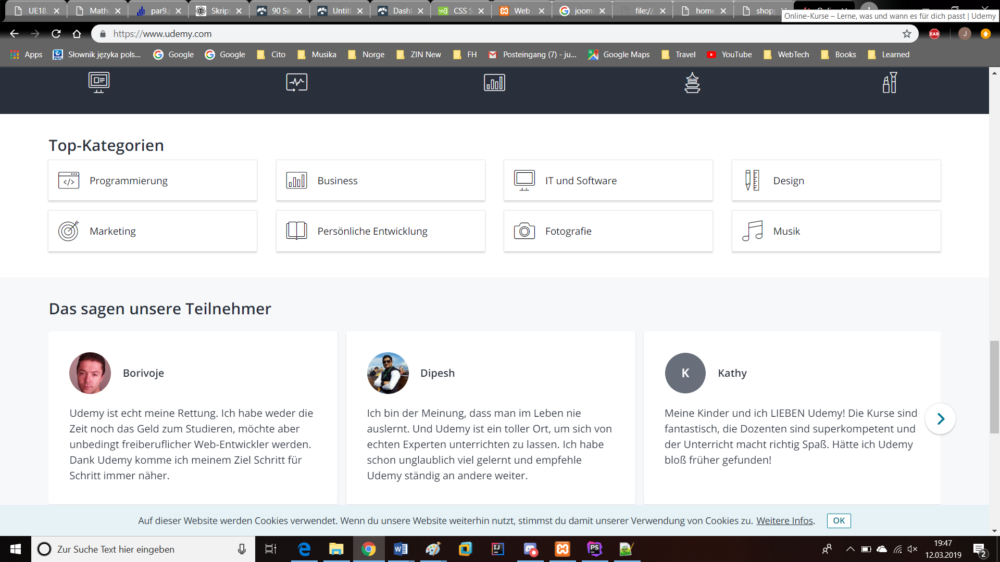 UE18
Math
par9.
Skript
90 Sir
Untitl
Dashl
CSS S
Web
jooml
file://
home
shop
Online-Kurse – Lerne, was und wann es für dich passt | Udemy
https://www.udemy.com
EAB
J
Apps
Słownik języka pols...
Google
Google
Cito
Musika
Norge
ZIN New
FH
Posteingang (7) - ju...
Google Maps
Travel
YouTube
WebTech
Books
Learned
Top-Kategorien
Programmierung
Business
IT und Software
Design
Marketing
Persönliche Entwicklung
Fotografie
Musik
Das sagen unsere Teilnehmer
Borivoje
Udemy ist echt meine Rettung. Ich habe weder die
Zeit noch das Geld zum Studieren, möchte aber
unbedingt freiberuflicher Web-Entwickler werden.
Dank Udemy komme ich meinem Ziel Schritt für
Schritt immer näher.
Dipesh
Ich bin der Meinung, dass man im Leben nie
auslernt. Und Udemy ist ein toller Ort, um sich von
echten Experten unterrichten zu lassen. Ich habe
schon unglaublich viel gelernt und empfehle
Udemy ständig an andere weiter.
K
Kathy
Meine Kinder und ich LIEBEN Udemy! Die Kurse sind
fantastisch, die Dozenten sind superkompetent und
der Unterricht macht richtig Spaß. Hätte ich Udemy
bloß früher gefunden!
Auf dieser Website werden Cookies verwendet. Wenn du unsere Website weiterhin nutzt, stimmst du damit unserer Verwendung von Cookies zu. Weitere Infos.
OK
Zur Suche Text hier eingeben
IJ
PS
19:47
12.03.2019
2